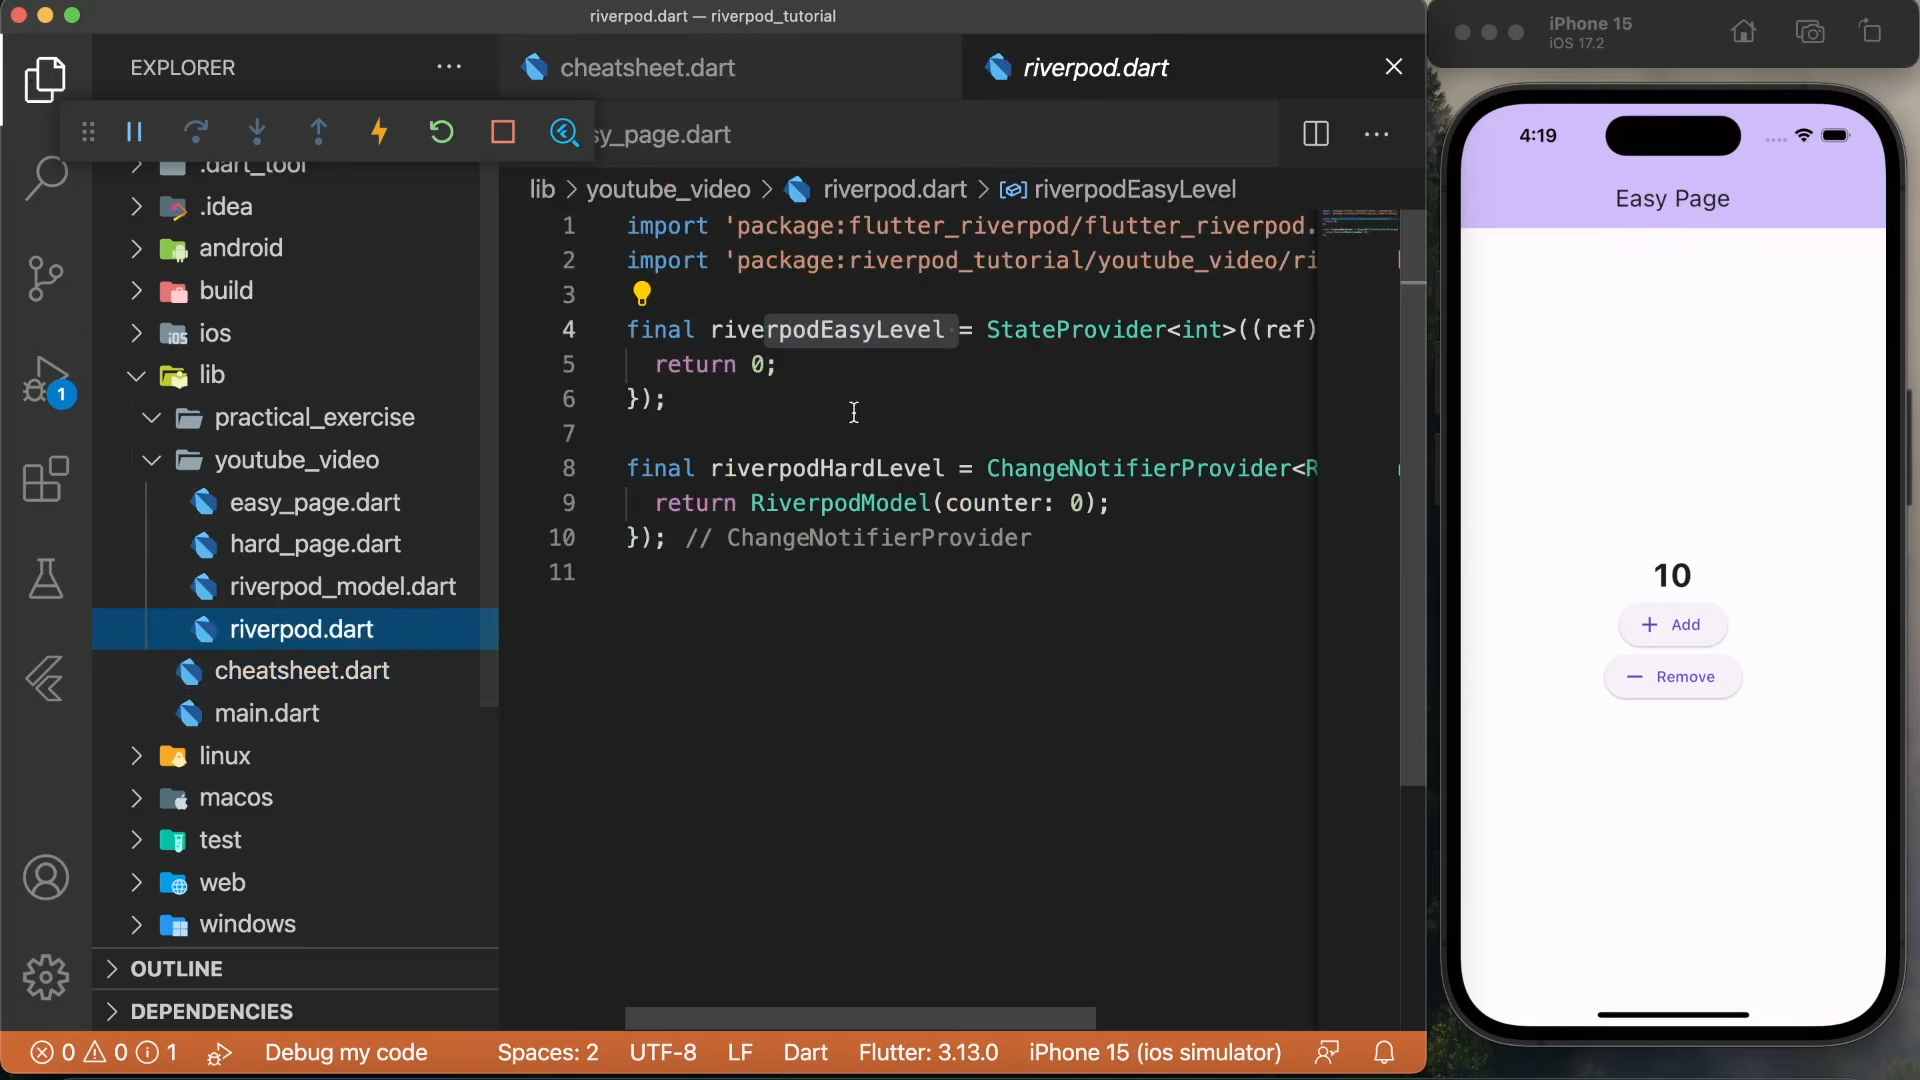 riverpod.dart — riverpod_tutorial
EXPLORER
cheatsheet.dart
riverpod.dart
sy_page.dart
lib > youtube_video > riverpod.dart > riverpodEasyLevel
.dart_tool
.idea
android
build
ios
lib
practical_exercise
youtube_video
easy_page.dart
hard_page.dart
riverpod_model.dart
riverpod.dart
cheatsheet.dart
main.dart
linux
macos
test
web
windows
OUTLINE
DEPENDENCIES
1
1 import 'package:flutter_riverpod/flutter_riverpod.
2 import 'package:riverpod_tutorial/youtube_video/ri
3
4 final riverpodEasyLevel = StateProvider<int>((ref)
5 return 0;
6 });
7
8 final riverpodHardLevel = ChangeNotifierProvider<R
9 return RiverpodModel(counter: 0);
10 }); // ChangeNotifierProvider
11
0 0 1 Debug my code Spaces: 2 UTF-8 LF Dart Flutter: 3.13.0 iPhone 15 (ios simulator)
iPhone 15
iOS 17.2
4:19
Easy Page
10
+ Add
— Remove